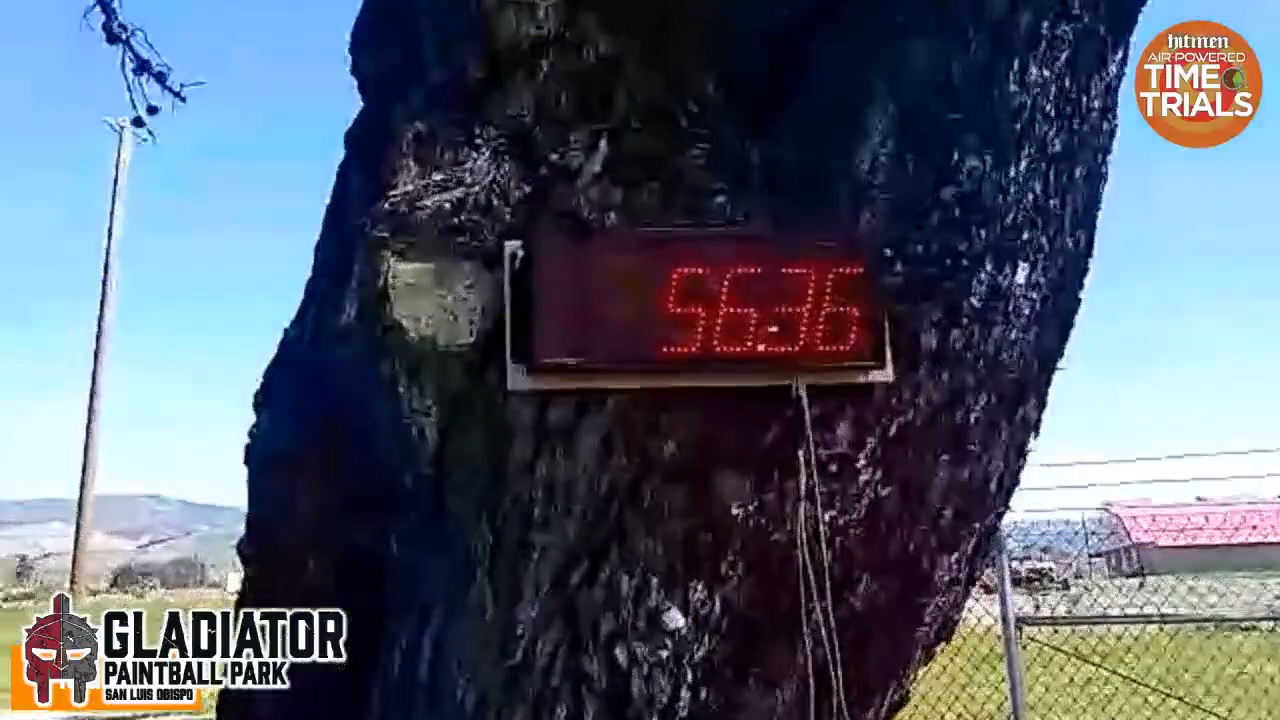 hitmen
AIR-POWERED
TIME
TRIALS
56.36
GLADIATOR
PAINTBALL PARK
SAN LUIS OBISPO